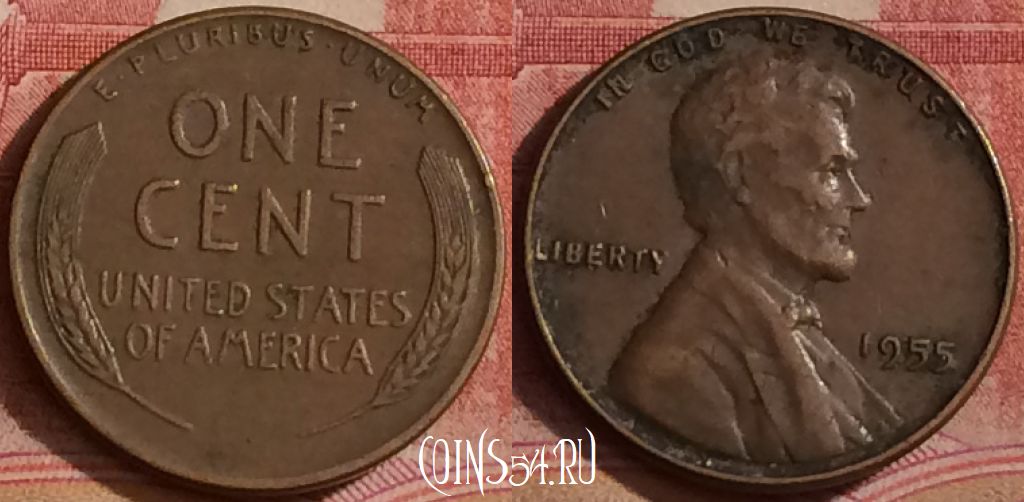 E·PLURIBUS·UNUM
ONE
CENT
UNITED STATES
OF AMERICA
IN GOD WE TRUST
LIBERTY
1955
COINS54.RU